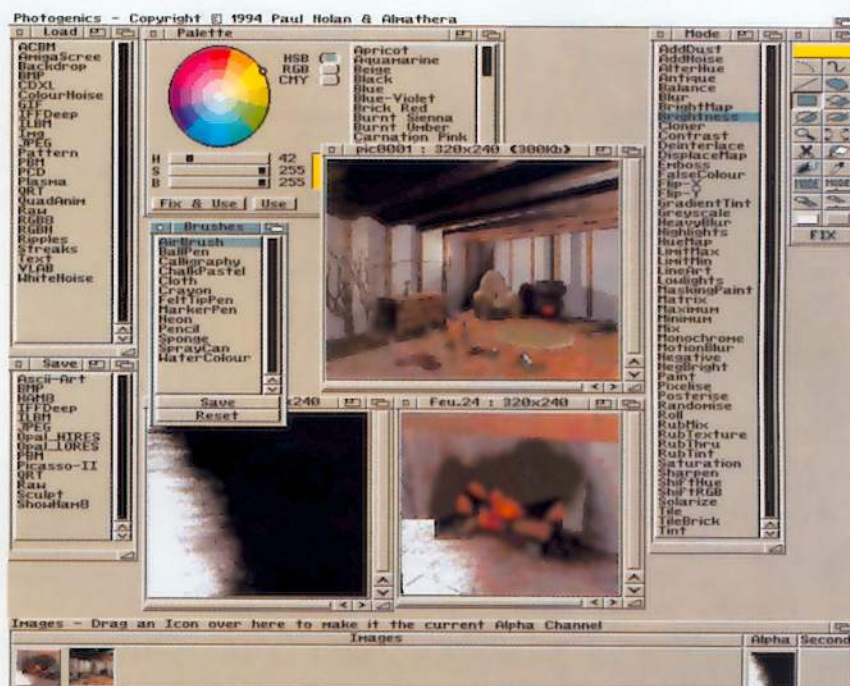 Photogenics - Copyright © 1994 Paul Nolan & Almathera
Load
ACBM
AmigaScree
Backdrop
BMP
CDXL
ColourNoise
GIF
IFFDeep
ILBM
Img
JPEG
Pattern
PBM
PCD
Plasma
QRT
QuadAnim
Raw
RGB8
RGBN
Ripples
Streaks
Text
VLAB
WhiteNoise
Save
Ascii-Art
BMP
HAM8
IFFDeep
ILBM
JPEG
Opal_HIRES
Opal_LORES
PBM
Picasso-II
QRT
Raw
Sculpt
ShowHam8
Palette
HSB
RGB
CMY
Apricot
Aquamarine
Beige
Black
Blue
Blue-Violet
Brick Red
Burnt Sienna
Burnt Umber
Carnation Pink
H 42
S 255
B 255
Fix & Use
Use
Brushes
AirBrush
BallPen
Calligraphy
ChalkPastel
Cloth
Crayon
FeltTipPen
MarkerPen
Neon
Pencil
Sponge
SprayCan
WaterColour
Save
Reset
pic0001 : 320x240 (300Kb)
x240
Feu.24 : 320x240
Mode
AddDust
AddNoise
AlterHue
Antique
Balance
Blur
BrightMap
Brightness
Cloner
Contrast
Deinterlace
DisplaceMap
Emboss
FalseColour
Flip-X
Flip-Y
GradientTint
Greyscale
HeavyBlur
Highlights
HueMap
LimitMax
LimitMin
LineArt
Lowlights
MaskingPaint
Matrix
Maximum
Minimum
Mix
Monochrome
MotionBlur
Negative
NegBright
Paint
Pixelise
Posterise
Randomise
Roll
RubMix
RubTexture
RubThru
RubTint
Saturation
Sharpen
ShiftHue
ShiftRGB
Solarize
Tile
TileBrick
Tint
MODE
MODE
FIX
Images - Drag an Icon over here to make it the current Alpha Channel
Images
Alpha
Second